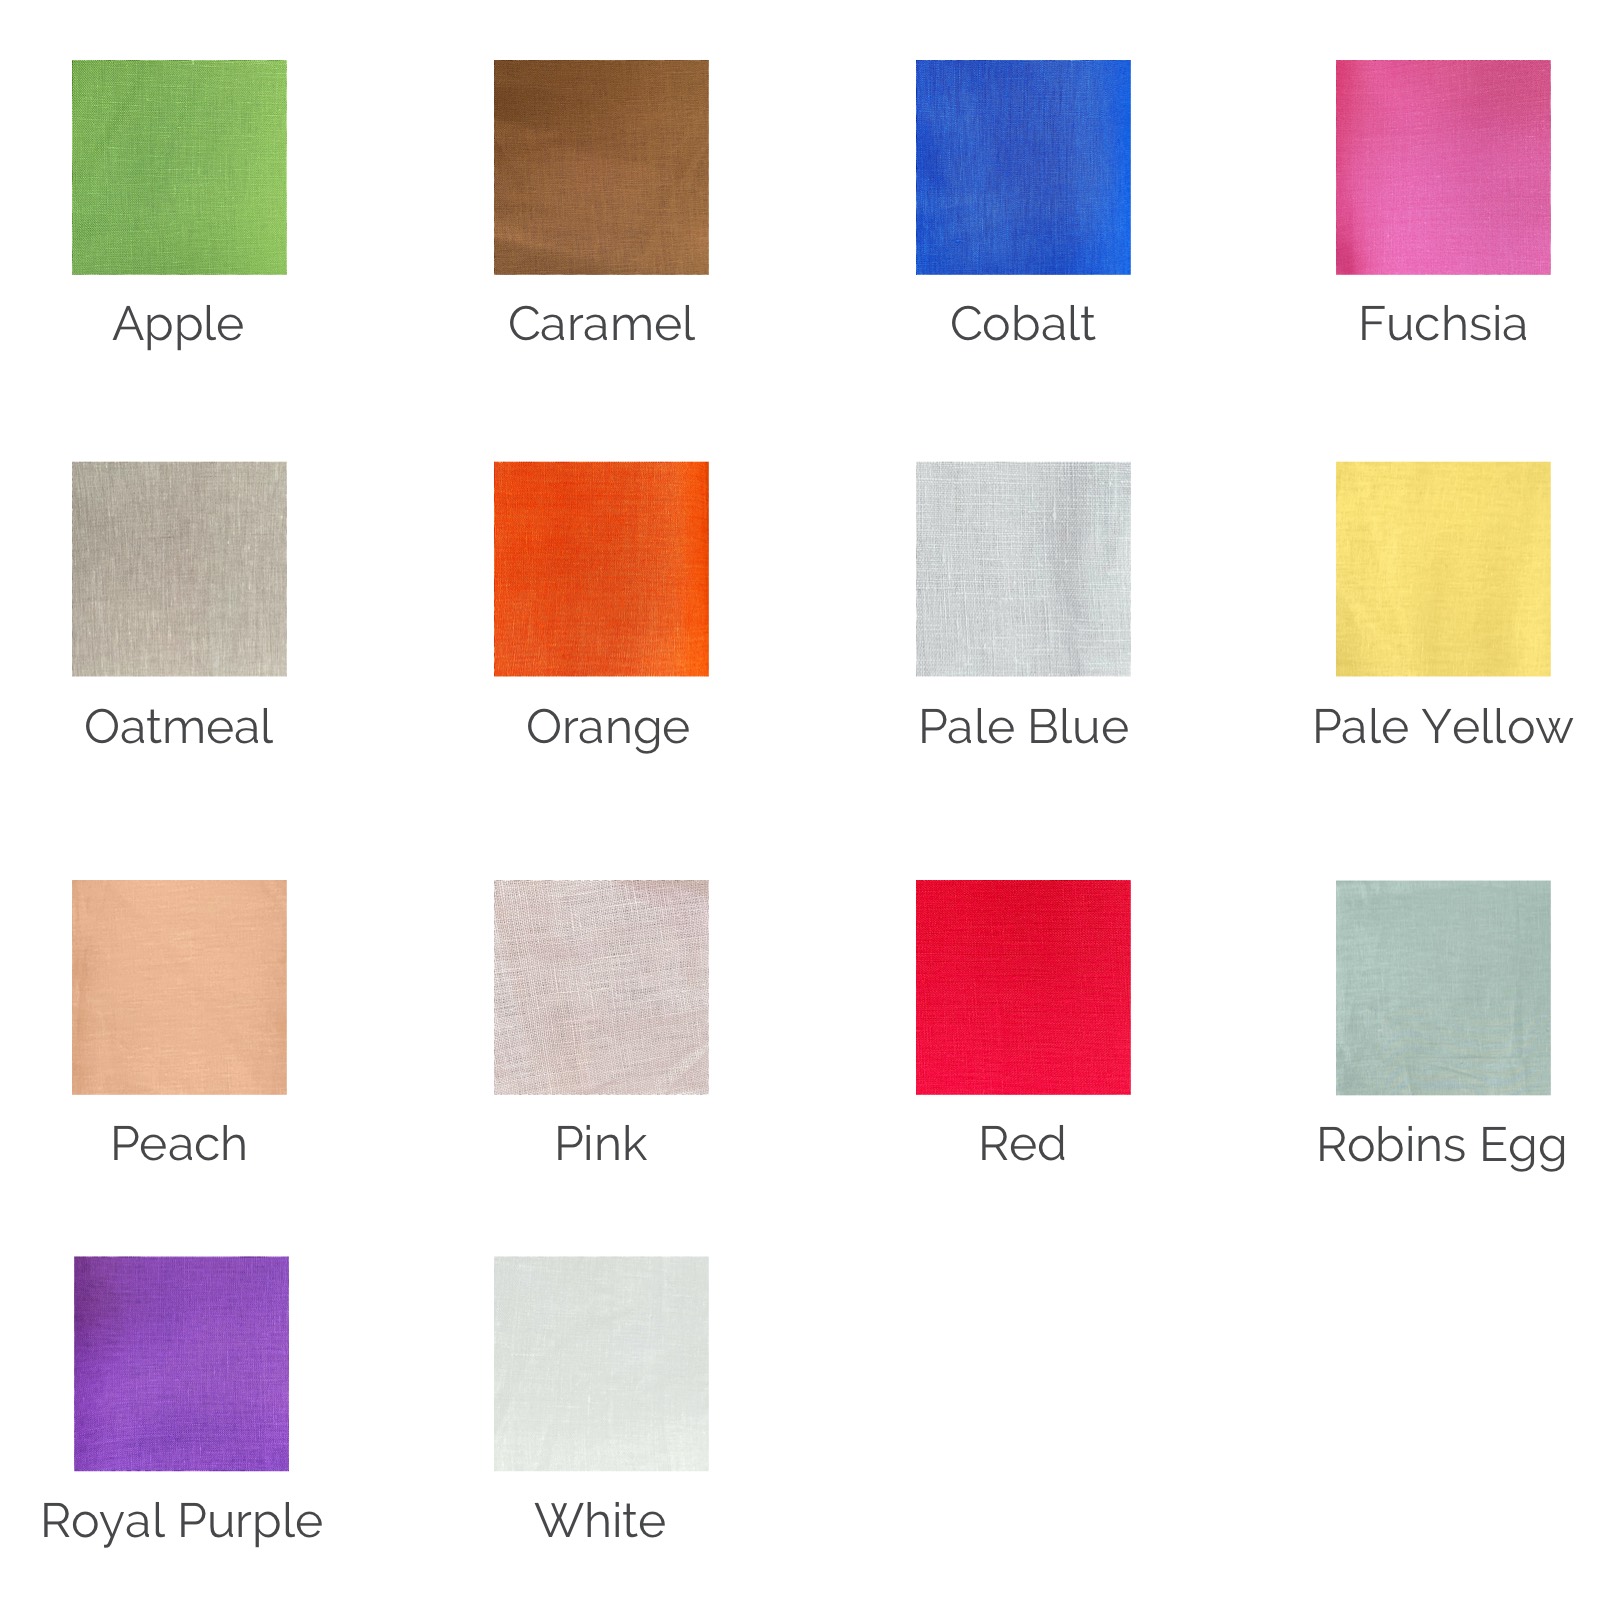 Apple
Caramel
Cobalt
Fuchsia
Oatmeal
Orange
Pale Blue
Pale Yellow
Peach
Pink
Red
Robins Egg
Royal Purple
White